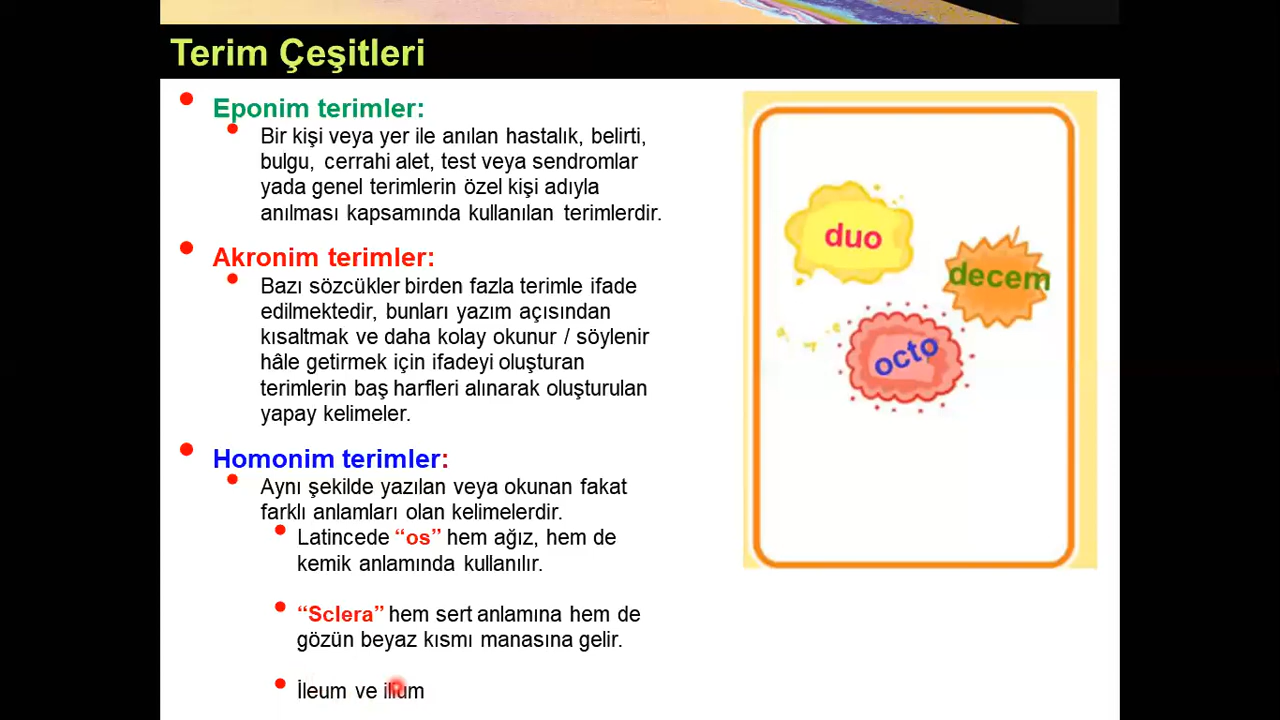 Terim Çeşitleri
Eponim terimler:
Bir kişi veya yer ile anılan hastalık, belirti,
bulgu, cerrahi alet, test veya sendromlar
yada genel terimlerin özel kişi adıyla
anılması kapsamında kullanılan terimlerdir.
Akronim terimler:
Bazı sözcükler birden fazla terimle ifade
edilmektedir, bunları yazım açısından
kısaltmak ve daha kolay okunur / söylenir
hâle getirmek için ifadeyi oluşturan
terimlerin baş harfleri alınarak oluşturulan
yapay kelimeler.
Homonim terimler:
Aynı şekilde yazılan veya okunan fakat
farklı anlamları olan kelimelerdir.
Latincede “os” hem ağız, hem de
kemik anlamında kullanılır.
“Sclera” hem sert anlamına hem de
gözün beyaz kısmı manasına gelir.
İleum ve ilium
duo
decem
octo